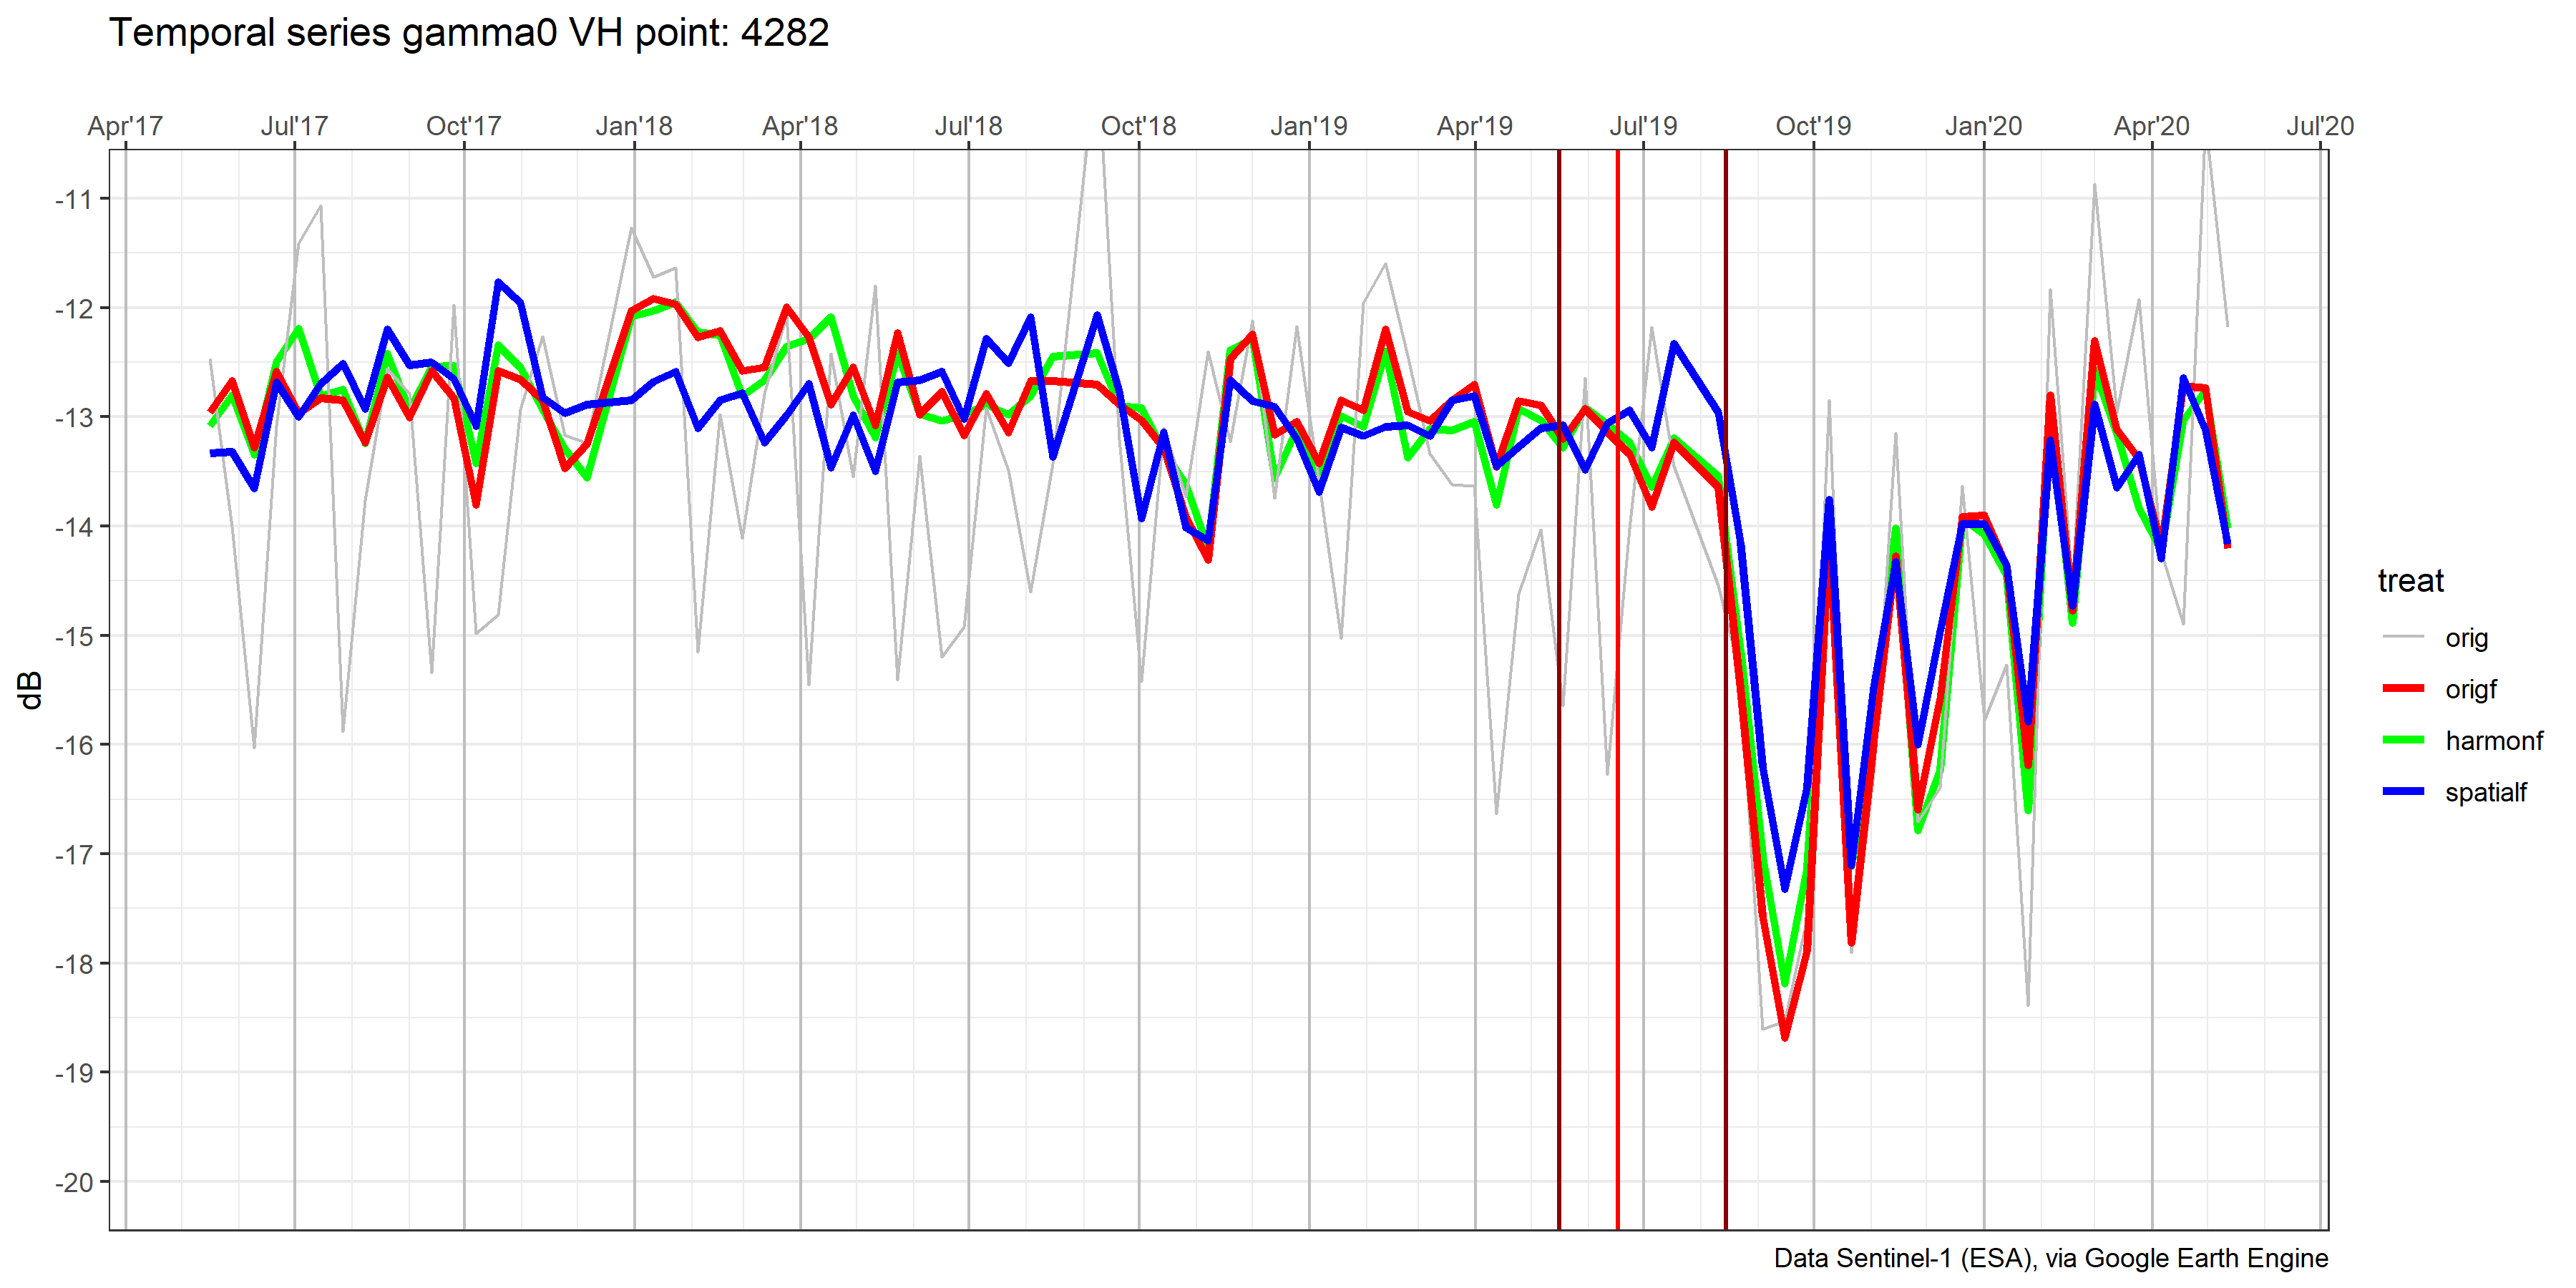 Temporal series gamma0 VH point: 4282
Apr'17 Jul'17 Oct'17 Jan'18 Apr'18 Jul'18 Oct'18 Jan'19 Apr'19 Jul'19 Oct'19 Jan'20 Apr'20 Jul'20
-11
-12
-13
-14
-15
-16
-17
-18
-19
-20
dB
treat
orig
origf
harmonf
spatialf
Data Sentinel-1 (ESA), via Google Earth Engine